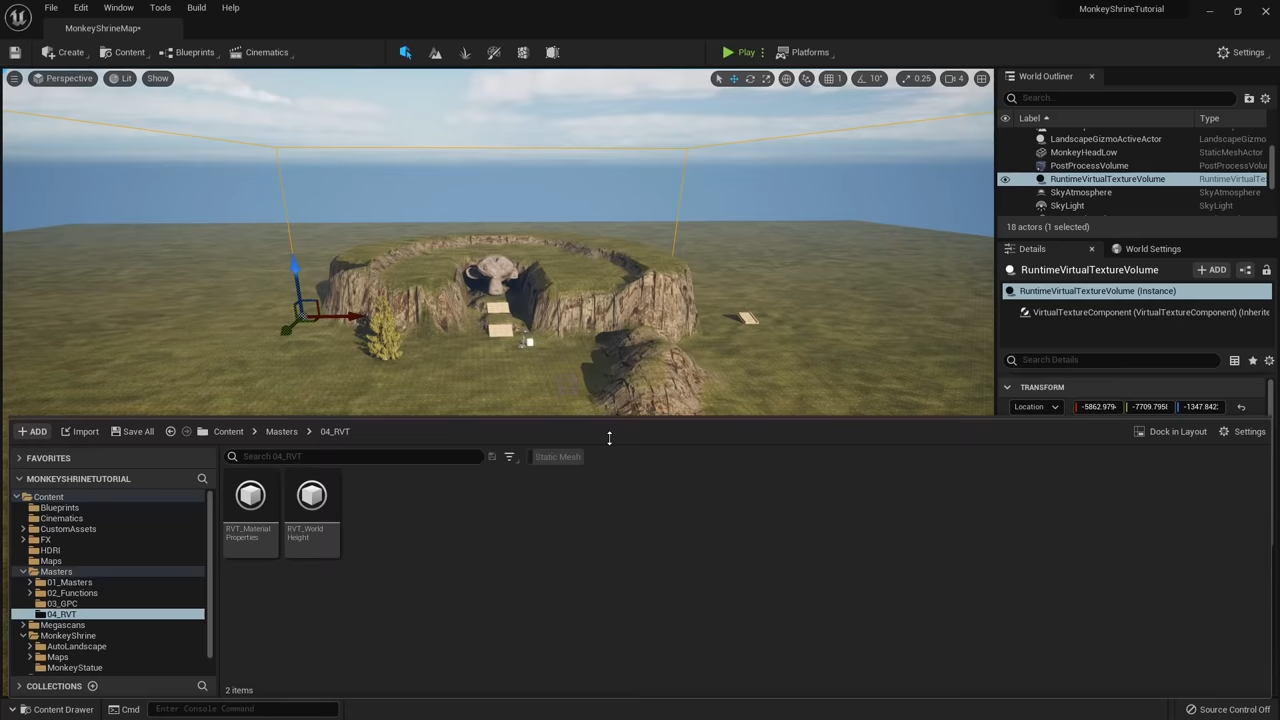 File Edit Window Tools Build Help
MonkeyShrineTutorial
MonkeyShrineMap*
Create Content Blueprints Cinematics Play Platforms Settings
Perspective Lit Show 1 10° 0.25 4
World Outliner
Search...
Label Type
LandscapeGizmoActiveActor LandscapeGizmo
MonkeyHeadLow StaticMeshActor
PostProcessVolume PostProcessVolu
RuntimeVirtualTextureVolume RuntimeVirtualTe
SkyAtmosphere SkyAtmosphere
SkyLight SkyLight
18 actors (1 selected)
Details World Settings
RuntimeVirtualTextureVolume + ADD
RuntimeVirtualTextureVolume (Instance)
VirtualTextureComponent (VirtualTextureComponent) (Inherite
Search Details
TRANSFORM
Location -5862.979 -7709.795 -1347.842
+ ADD Import Save All Content Masters 04_RVT Dock in Layout Settings
FAVORITES
Search 04_RVT Static Mesh
MONKEYSHRINETUTORIAL
Content
Blueprints
Cinematics
CustomAssets
FX
HDRI
Maps
Masters
01_Masters
02_Functions
03_GPC
04_RVT
Megascans
MonkeyShrine
AutoLandscape
Maps
MonkeyStatue
RVT_Material
Properties
RVT_World
Height
COLLECTIONS
2 items
Content Drawer Cmd Enter Console Command Source Control Off